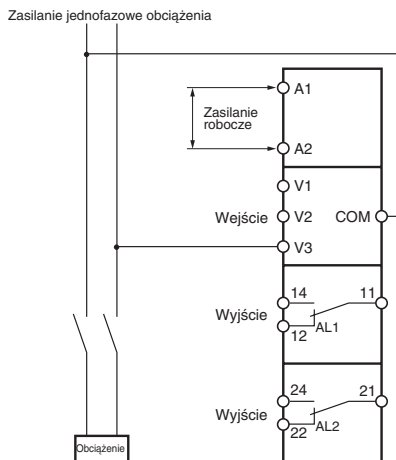 Zasilanie jednofazowe obciążenia
A1
Zasilanie
robocze
A2
V1
Wejście
V2
COM
V3
14
11
Wyjście
AL1
12
24
21
Wyjście
AL2
22
Obciążenie